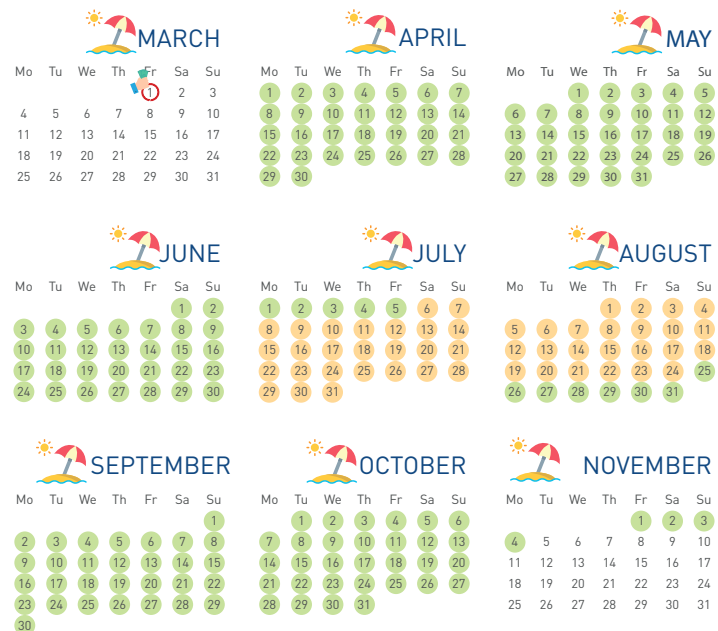 MARCH
Mo Tu We Th Fr Sa Su
1 2 3
4 5 6 7 8 9 10
11 12 13 14 15 16 17
18 19 20 21 22 23 24
25 26 27 28 29 30 31
APRIL
Mo Tu We Th Fr Sa Su
1 2 3 4 5 6 7
8 9 10 11 12 13 14
15 16 17 18 19 20 21
22 23 24 25 26 27 28
29 30
MAY
Mo Tu We Th Fr Sa Su
1 2 3 4 5
6 7 8 9 10 11 12
13 14 15 16 17 18 19
20 21 22 23 24 25 26
27 28 29 30 31
JUNE
Mo Tu We Th Fr Sa Su
1 2
3 4 5 6 7 8 9
10 11 12 13 14 15 16
17 18 19 20 21 22 23
24 25 26 27 28 29 30
JULY
Mo Tu We Th Fr Sa Su
1 2 3 4 5 6 7
8 9 10 11 12 13 14
15 16 17 18 19 20 21
22 23 24 25 26 27 28
29 30 31
AUGUST
Mo Tu We Th Fr Sa Su
1 2 3 4
5 6 7 8 9 10 11
12 13 14 15 16 17 18
19 20 21 22 23 24 25
26 27 28 29 30 31
SEPTEMBER
Mo Tu We Th Fr Sa Su
1
2 3 4 5 6 7 8
9 10 11 12 13 14 15
16 17 18 19 20 21 22
23 24 25 26 27 28 29
30
OCTOBER
Mo Tu We Th Fr Sa Su
1 2 3 4 5 6
7 8 9 10 11 12 13
14 15 16 17 18 19 20
21 22 23 24 25 26 27
28 29 30 31
NOVEMBER
Mo Tu We Th Fr Sa Su
1 2 3
4 5 6 7 8 9 10
11 12 13 14 15 16 17
18 19 20 21 22 23 24
25 26 27 28 29 30 31